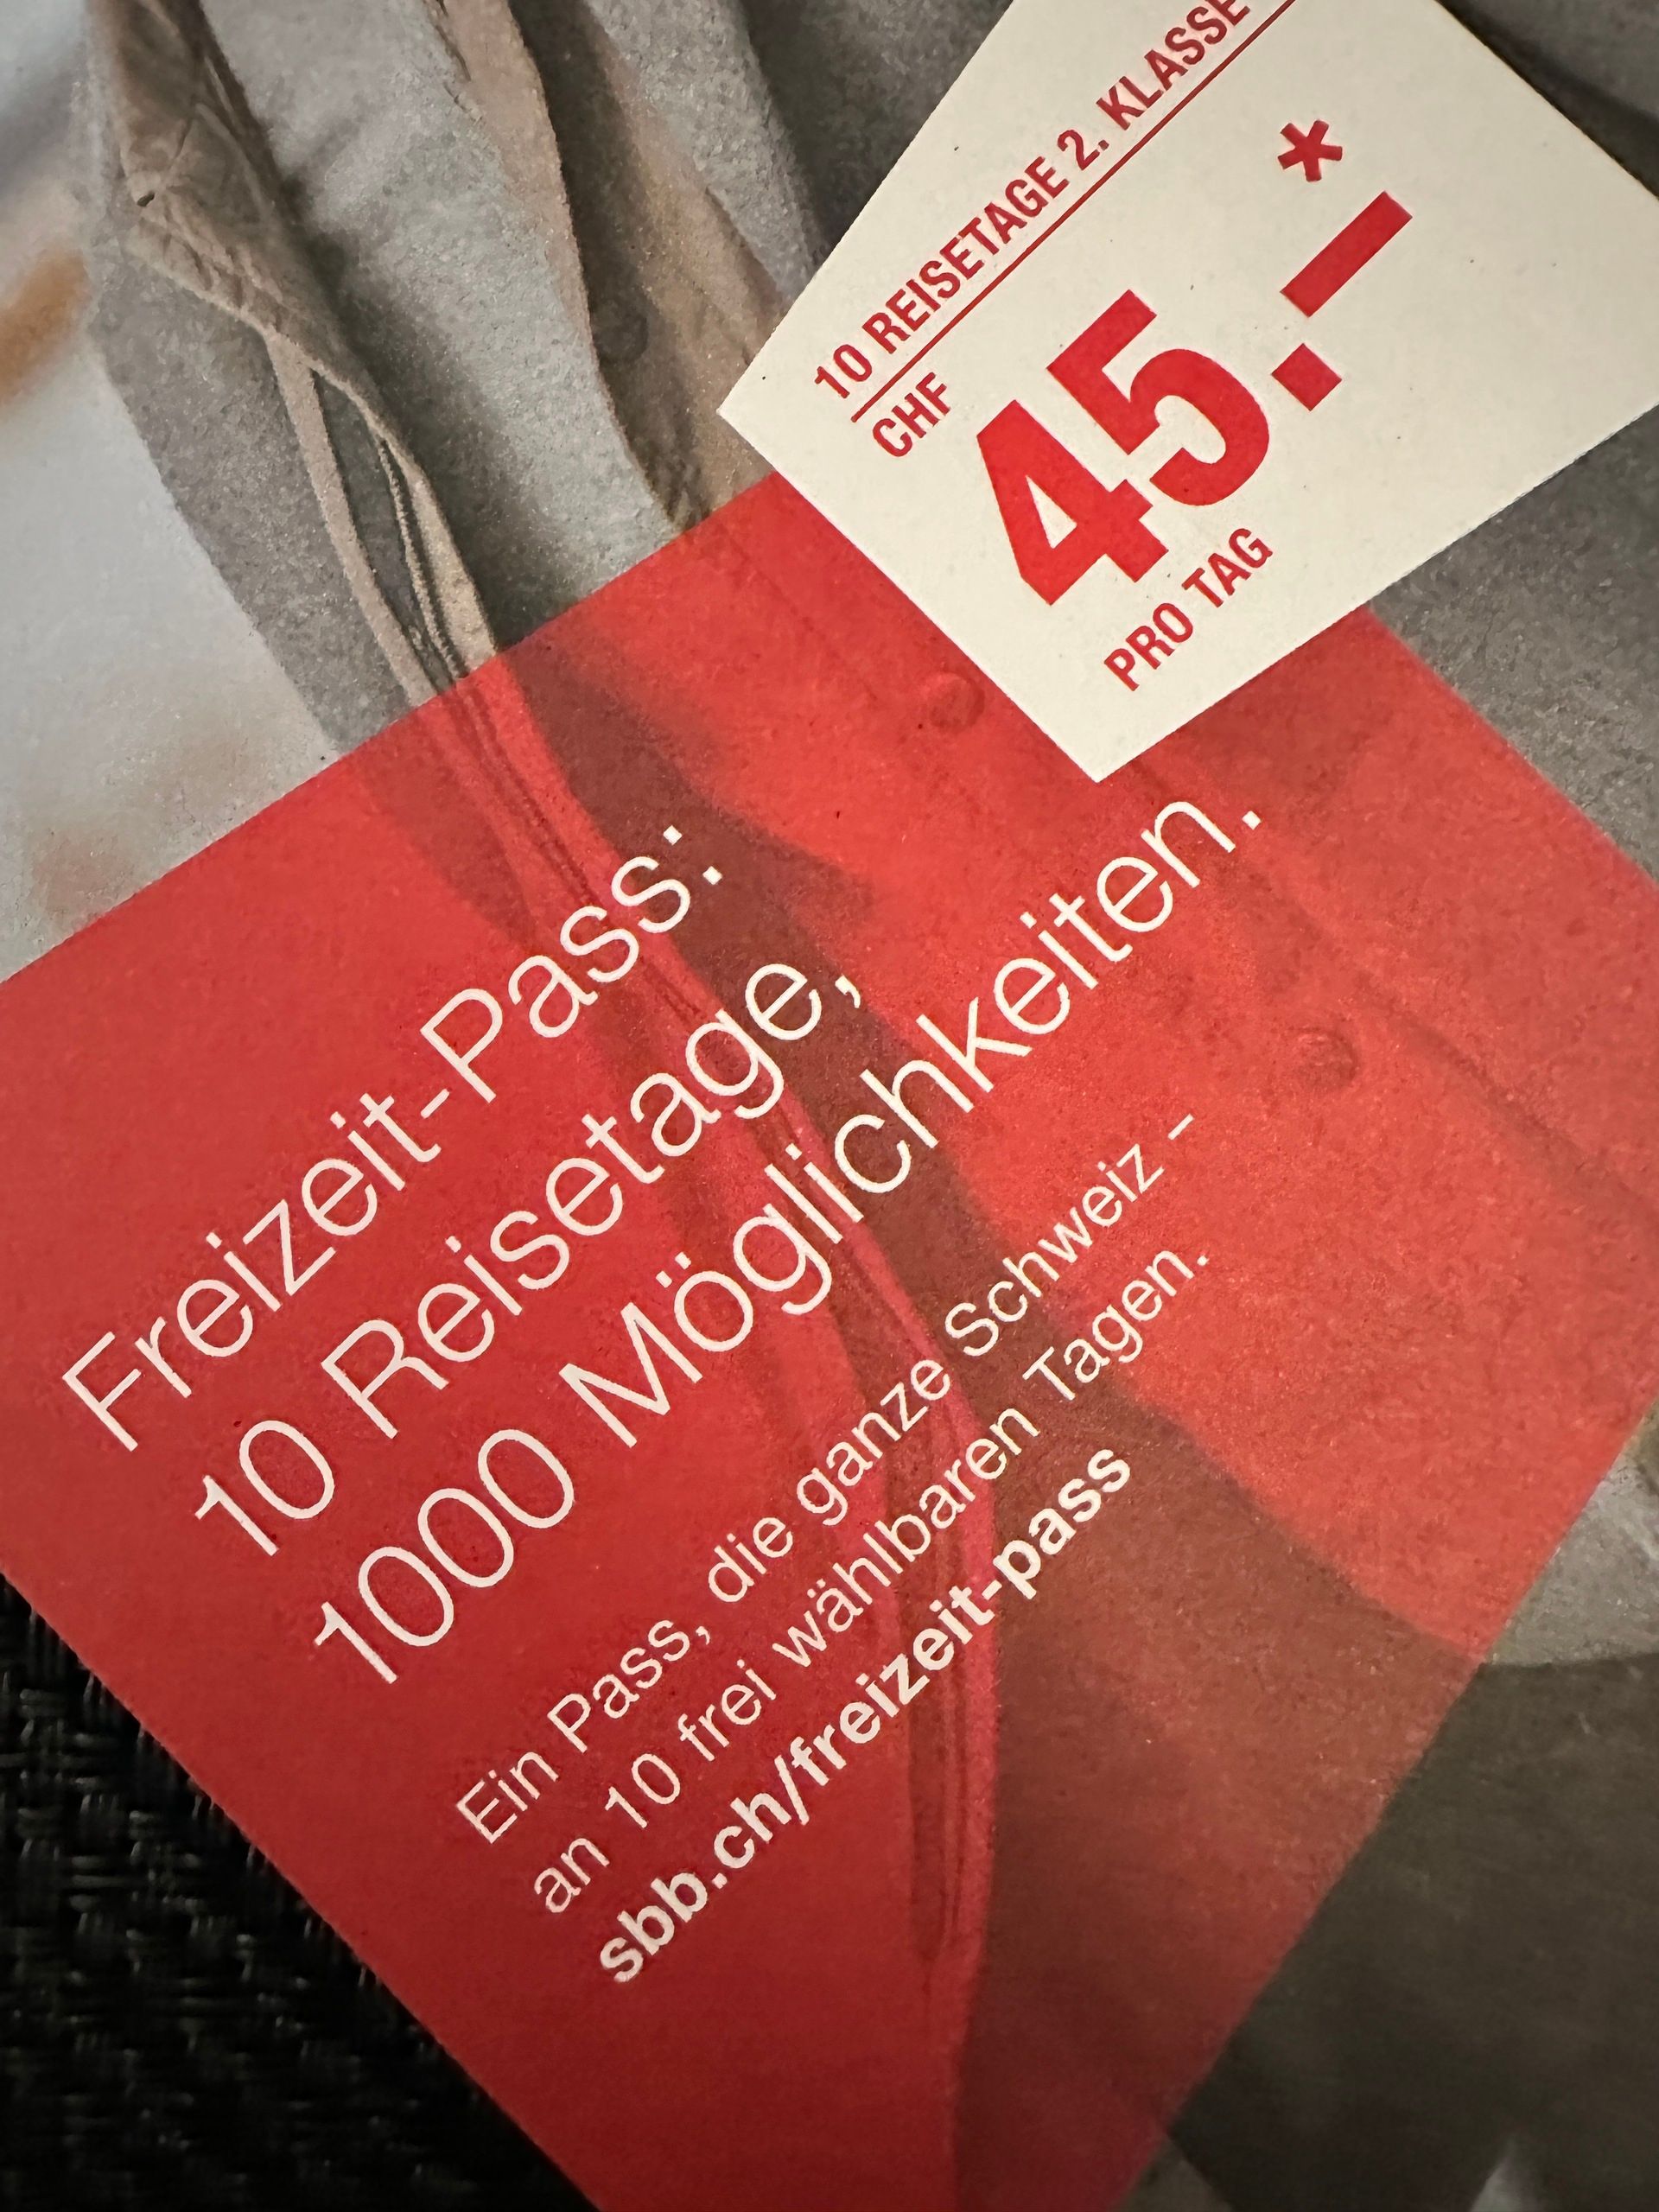 10 REISETAGE 2. KLASSE
CHF
45.–*
PRO TAG
Freizeit-Pass:
10 Reisetage,
1000 Möglichkeiten.
Ein Pass, die ganze Schweiz –
an 10 frei wählbaren Tagen.
sbb.ch/freizeit-pass